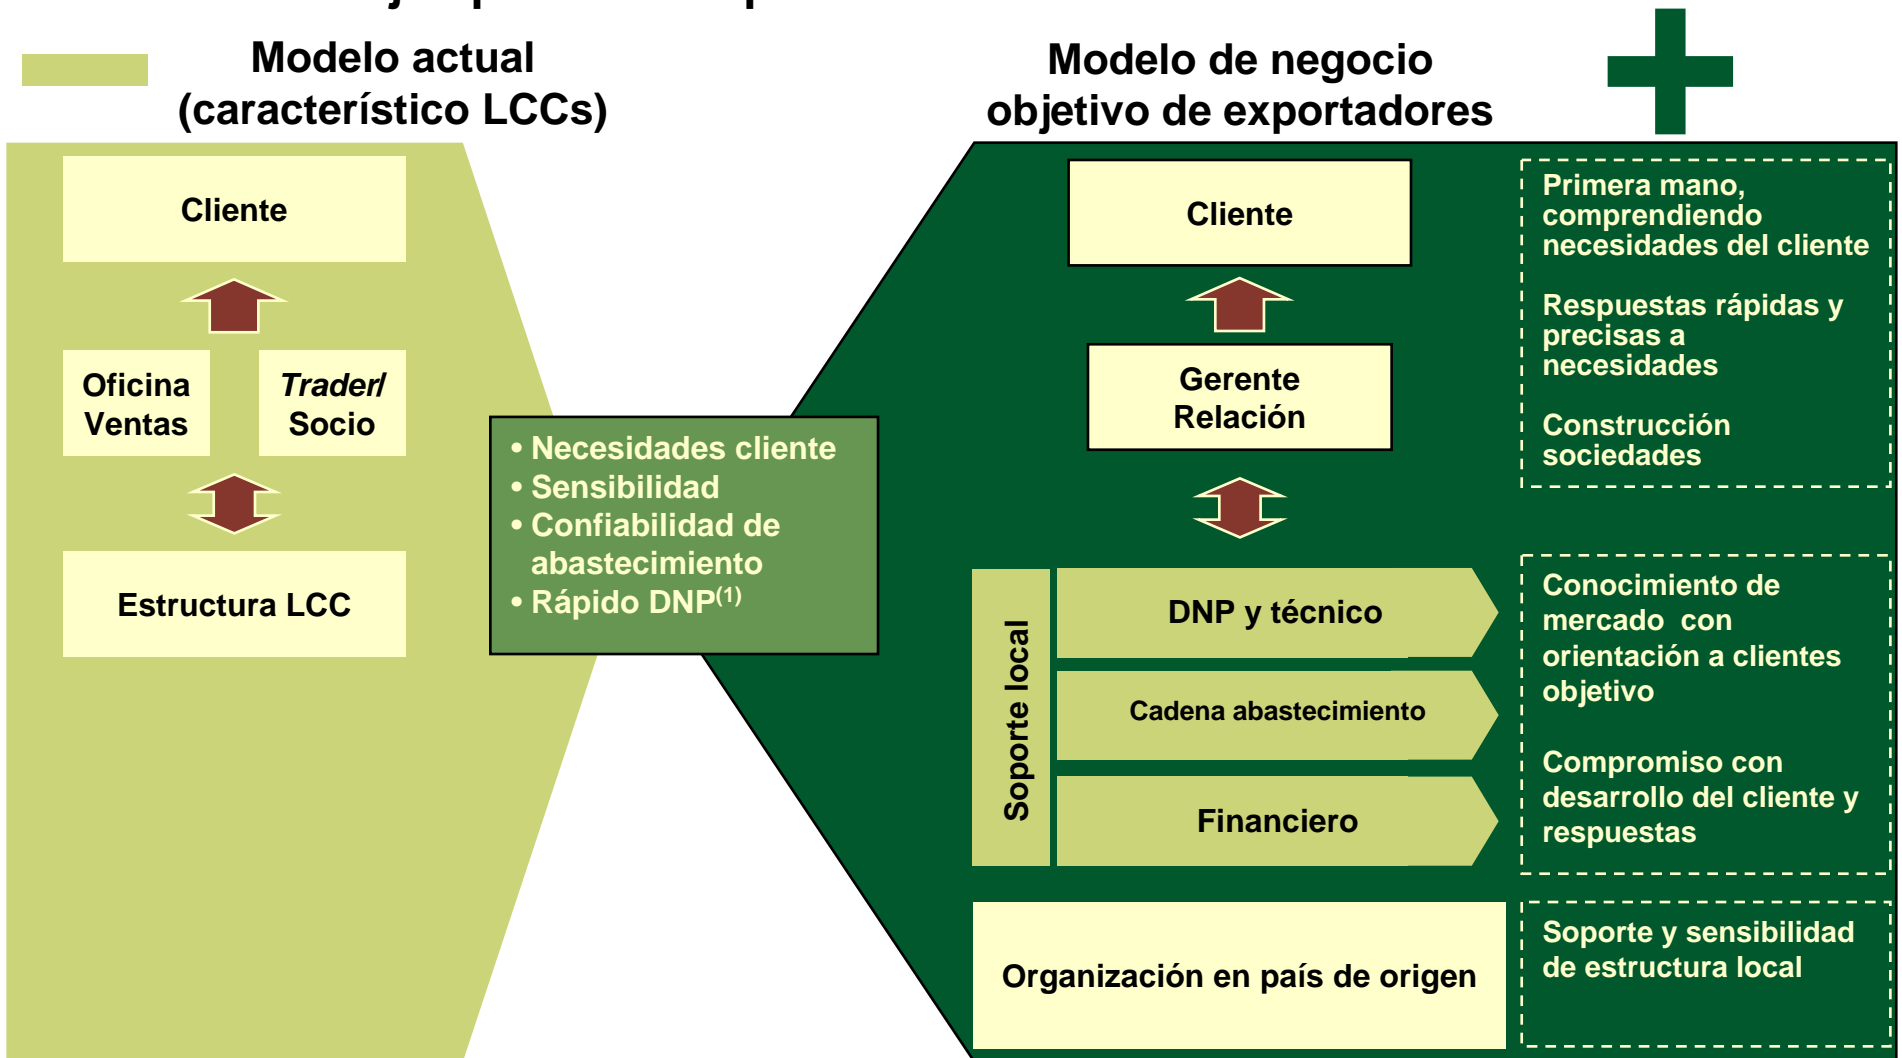 Modelo actual
(característico LCCs)
Cliente
Oficina
Ventas
Trader/
Socio
Estructura LCC
• Necesidades cliente
• Sensibilidad
• Confiabilidad de
abastecimiento
• Rápido DNP(1)
Modelo de negocio
objetivo de exportadores
Cliente
Gerente
Relación
Soporte local
DNP y técnico
Cadena abastecimiento
Financiero
Organización en país de origen
Primera mano,
comprendiendo
necesidades del cliente
Respuestas rápidas y
precisas a
necesidades
Construcción
sociedades
Conocimiento de
mercado con
orientación a clientes
objetivo
Compromiso con
desarrollo del cliente y
respuestas
Soporte y sensibilidad
de estructura local